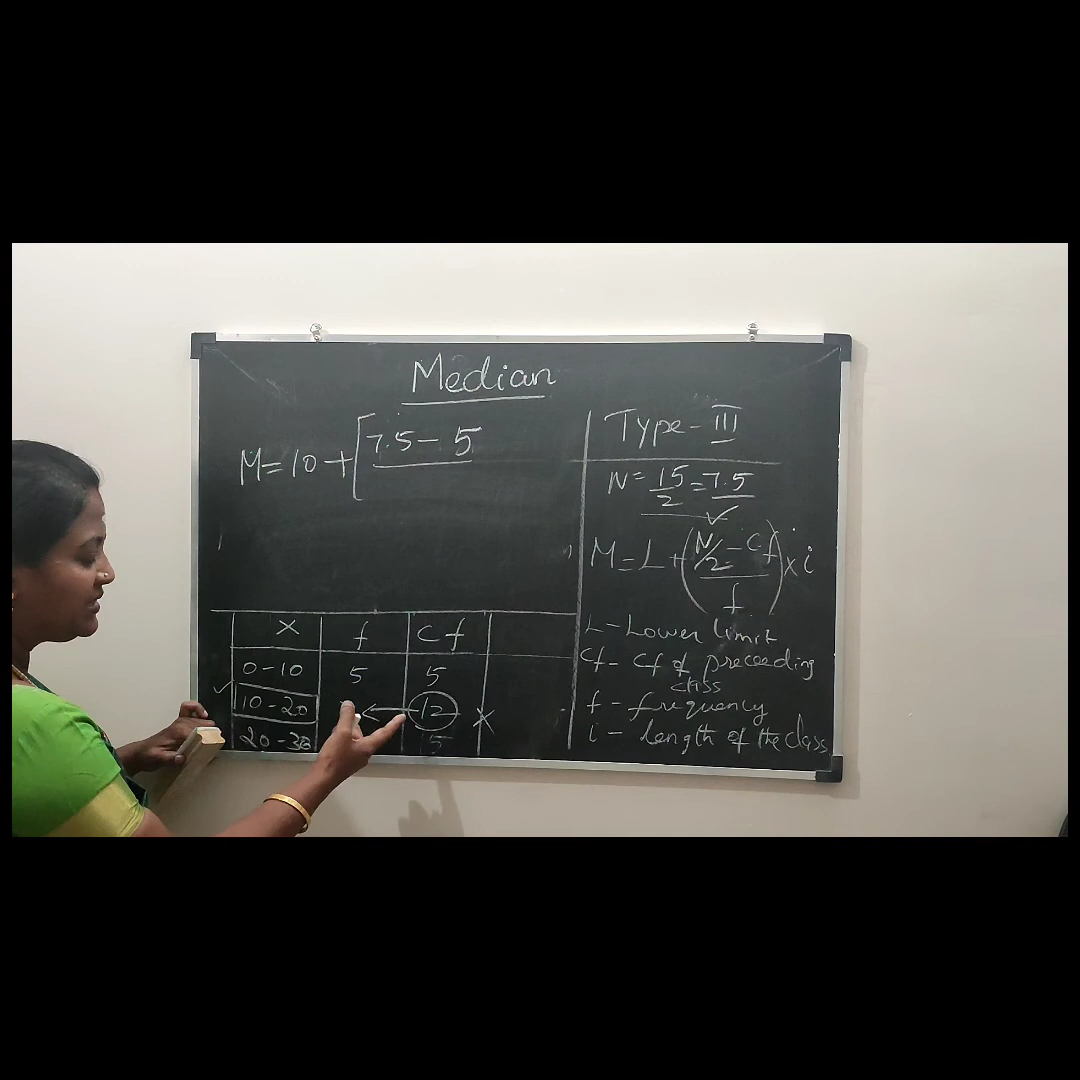 Median
M=10+[7.5-5
Type-III
N=15/2=7.5
M=L+(N/2-Cf/f)×i
L-Lower limit
Cf-Cf of preceeding
class
f-frequency
i-length of the class
X f Cf
0-10 5 5
10-20 12
20-30 15